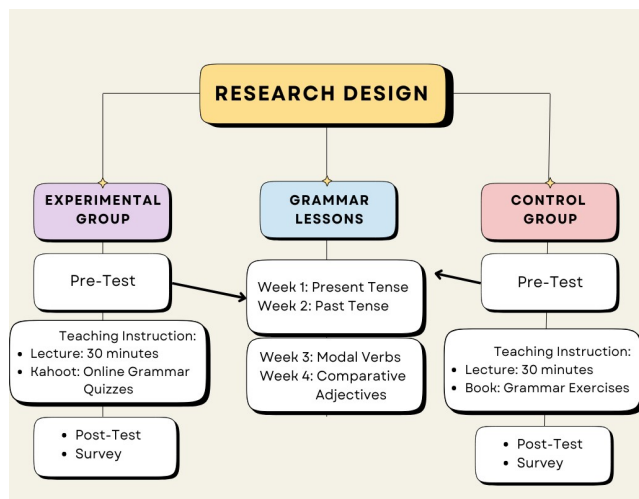 RESEARCH DESIGN
EXPERIMENTAL
GROUP
Pre-Test
Teaching Instruction:
• Lecture: 30 minutes
• Kahoot: Online Grammar
Quizzes
• Post-Test
• Survey
GRAMMAR
LESSONS
Week 1: Present Tense
Week 2: Past Tense
Week 3: Modal Verbs
Week 4: Comparative
Adjectives
CONTROL
GROUP
Pre-Test
Teaching Instruction:
• Lecture: 30 minutes
• Book: Grammar Exercises
• Post-Test
• Survey